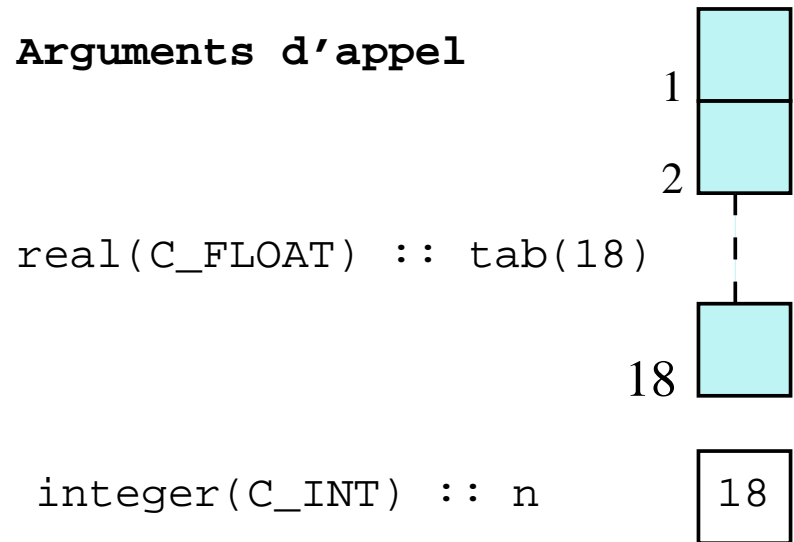 Arguments d'appel
1
2
real(C_FLOAT) :: tab(18)
18
integer(C_INT) :: n
18